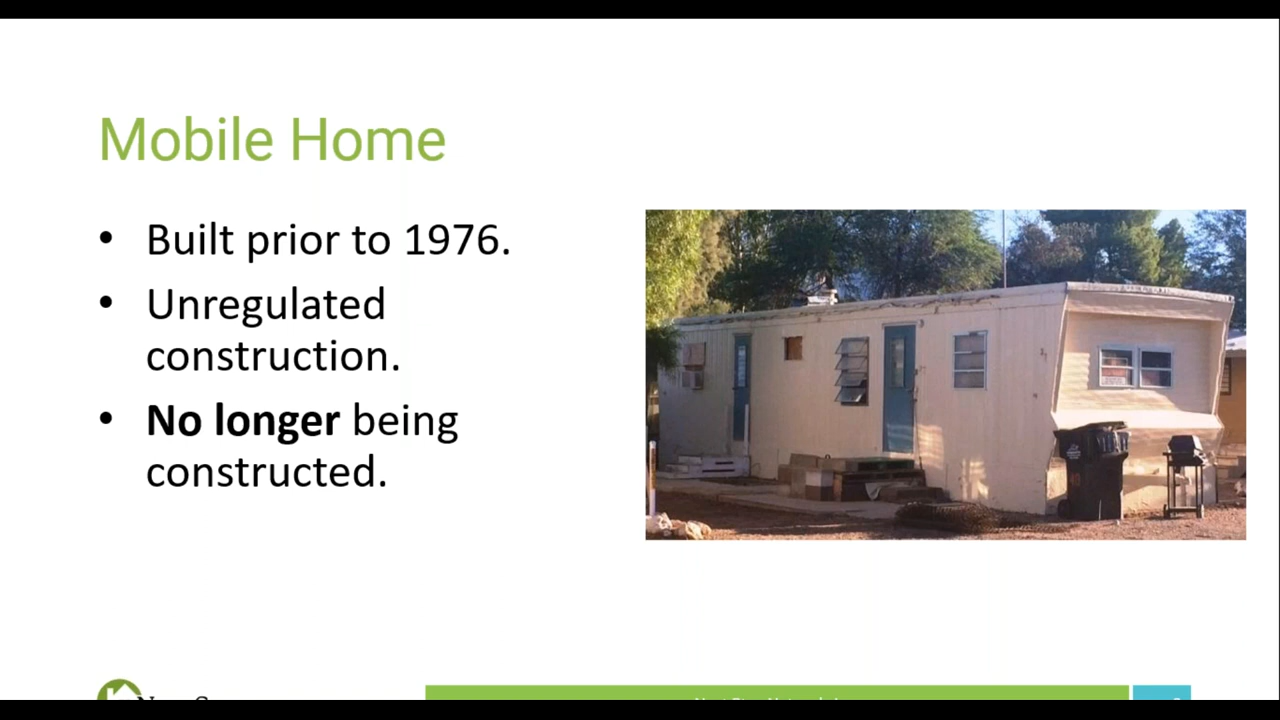 Mobile Home
• Built prior to 1976.
• Unregulated
construction.
• No longer being
constructed.